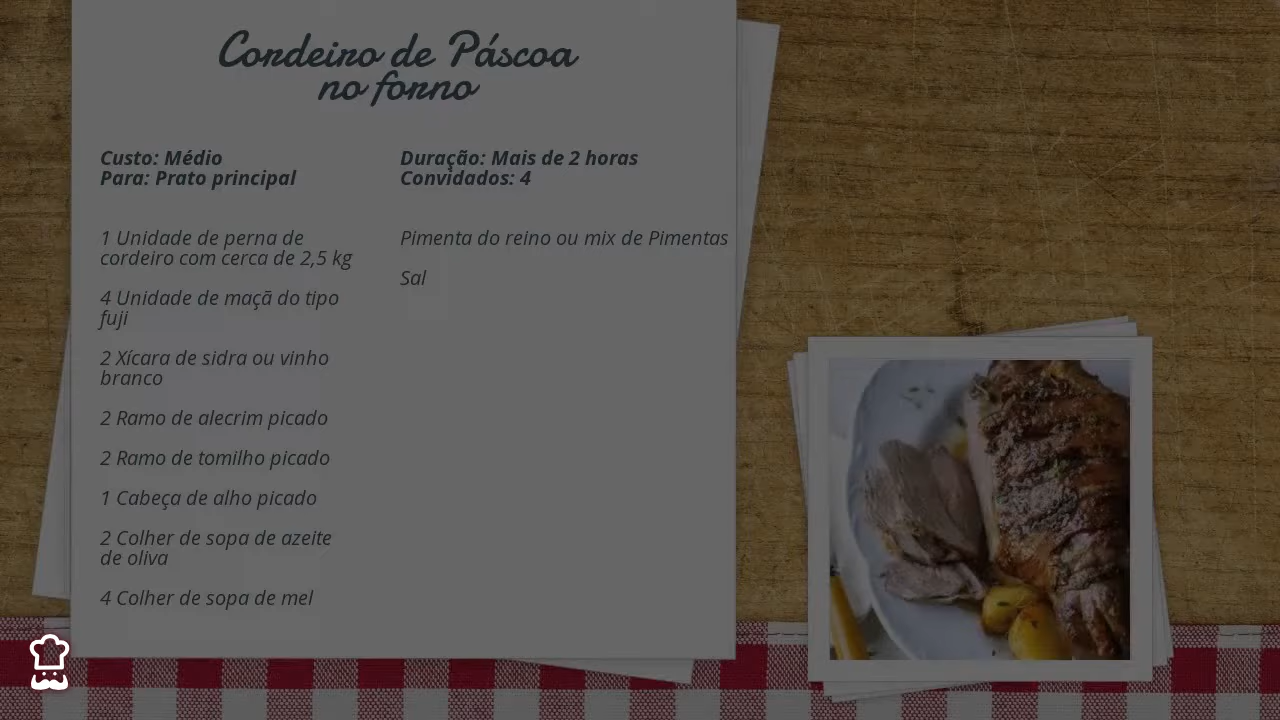 Cordeiro de Páscoa
no forno
Custo: Médio
Para: Prato principal
Duração: Mais de 2 horas
Convidados: 4
1 Unidade de perna de
cordeiro com cerca de 2,5 kg
4 Unidade de maçã do tipo
fuji
2 Xícara de sidra ou vinho
branco
2 Ramo de alecrim picado
2 Ramo de tomilho picado
1 Cabeça de alho picado
2 Colher de sopa de azeite
de oliva
4 Colher de sopa de mel
Pimenta do reino ou mix de Pimentas
Sal